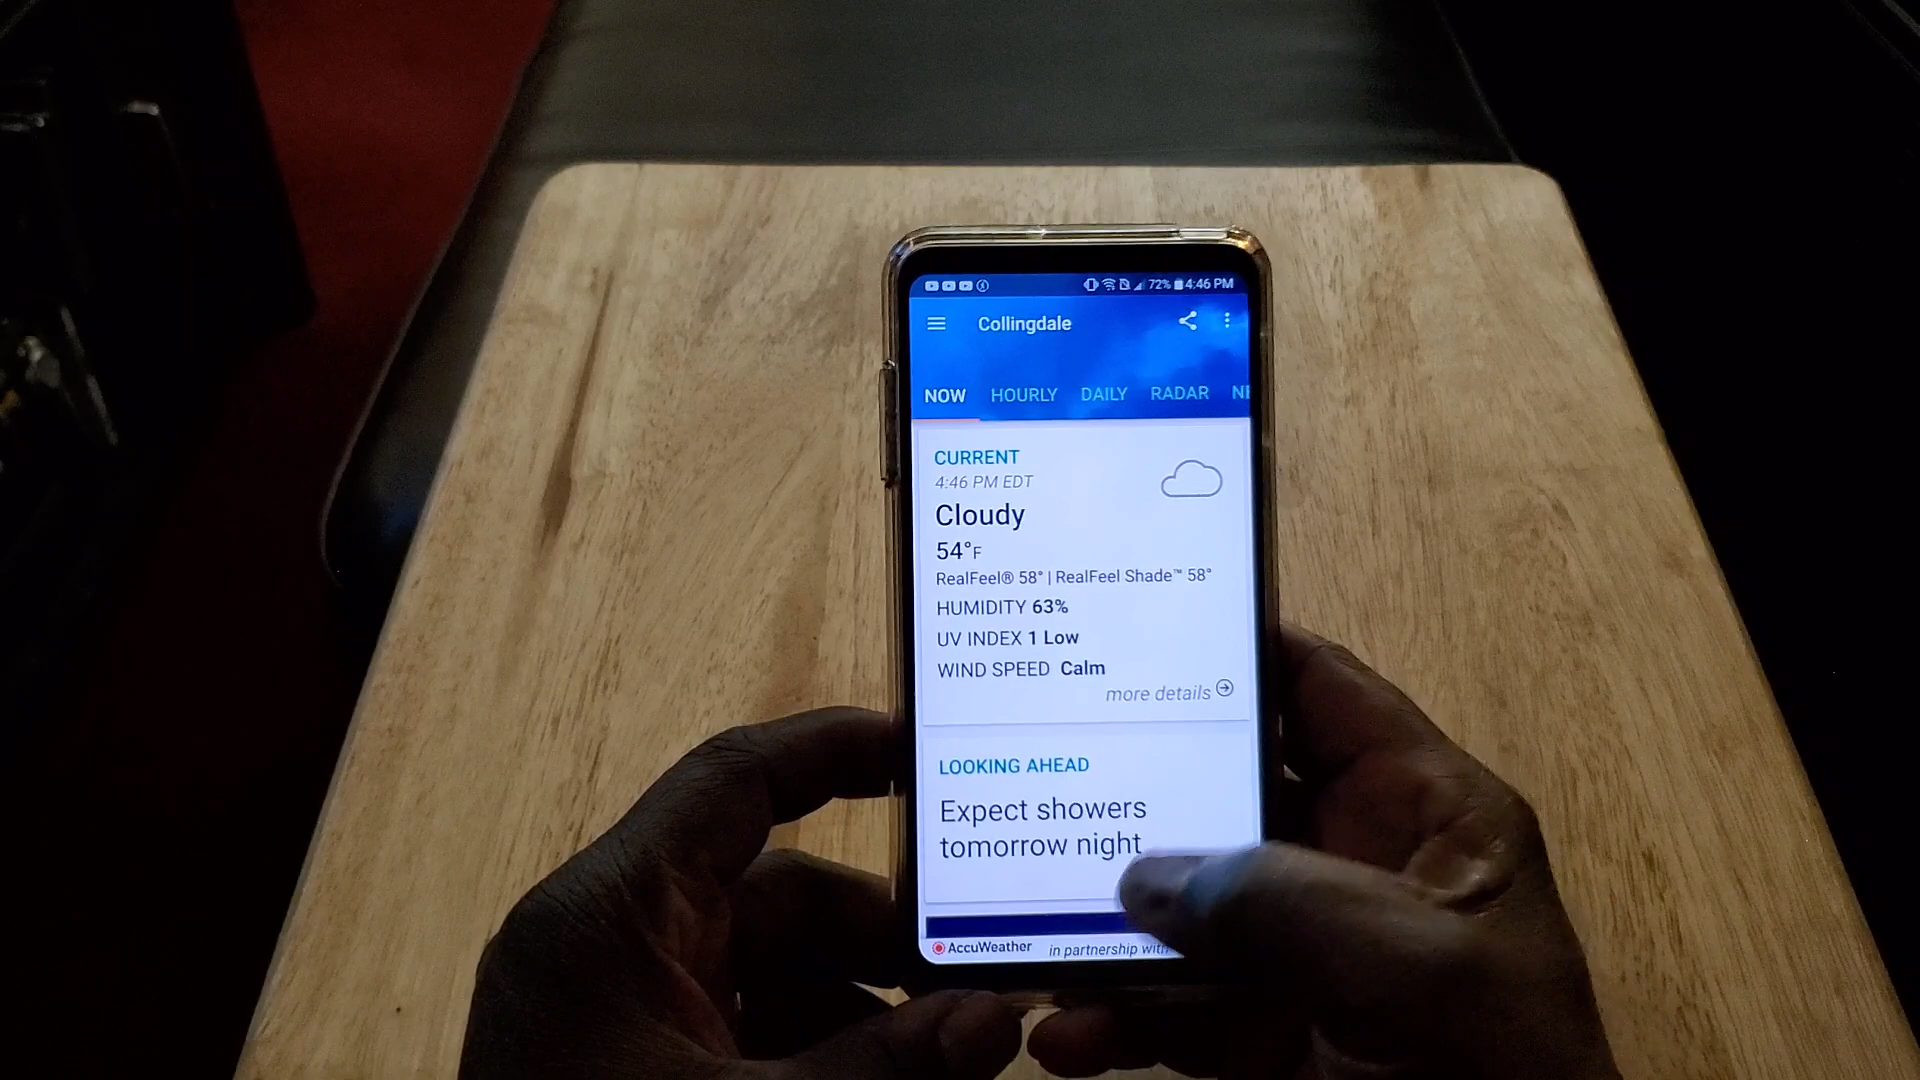 72% 4:46 PM
Collingdale
NOW HOURLY DAILY RADAR
CURRENT
4:46 PM EDT
Cloudy
54°F
RealFeel® 58° | RealFeel Shade™ 58°
HUMIDITY 63%
UV INDEX 1 Low
WIND SPEED Calm
more details
LOOKING AHEAD
Expect showers
tomorrow night
AccuWeather in partnership with